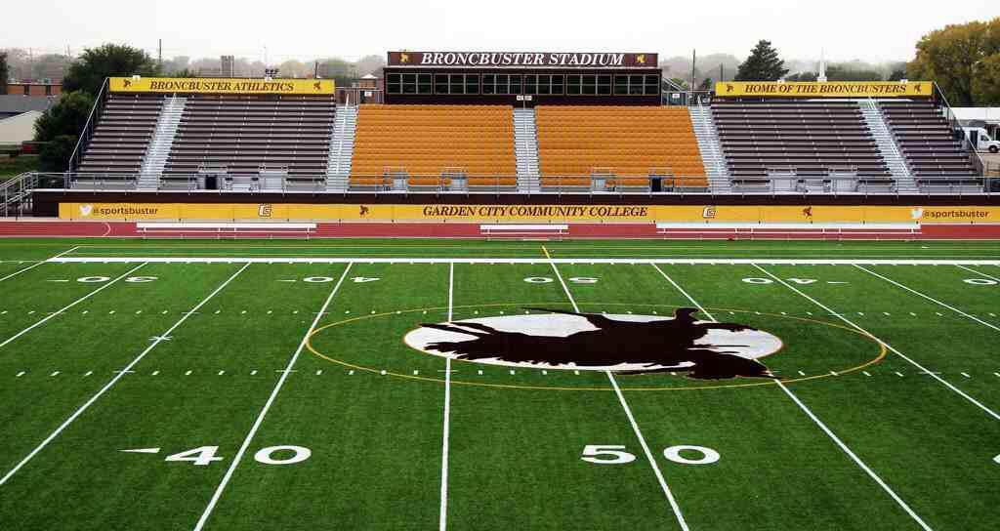 BRONCBUSTER STADIUM
BRONCBUSTER ATHLETICS
HOME OF THE BRONCBUSTERS
@sportsbuster
GARDEN CITY COMMUNITY COLLEGE
@sportsbuster
30
40
50
40
40
50